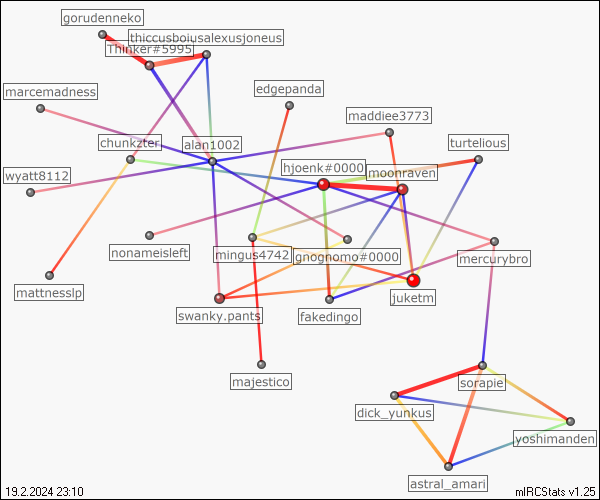 gorudenneko
thiccusboiusalexusjoneus
Thinker#5995
edgepanda
marcemadness
maddiee3773
chunkzter
alan1002
turtelious
hjoenk#0000
moonraven
wyatt8112
nonameisleft
mingus4742
gnognomo#0000
mercurybro
mattnesslp
juketm
swanky.pants
fakedingo
majestico
sorapie
dick_yunkus
yoshimanden
astral_amari
19.2.2024 23:10
mIRCStats v1.25